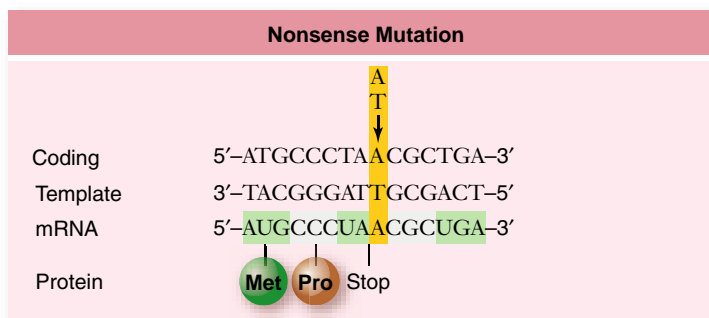 Nonsense Mutation
A
T
Coding 5′–ATGCCCTAACGCTGA–3′
Template 3′–TACGGGATTGCGACT–5′
mRNA 5′–AUGCCCUAACGCUGA–3′
Protein Met Pro Stop